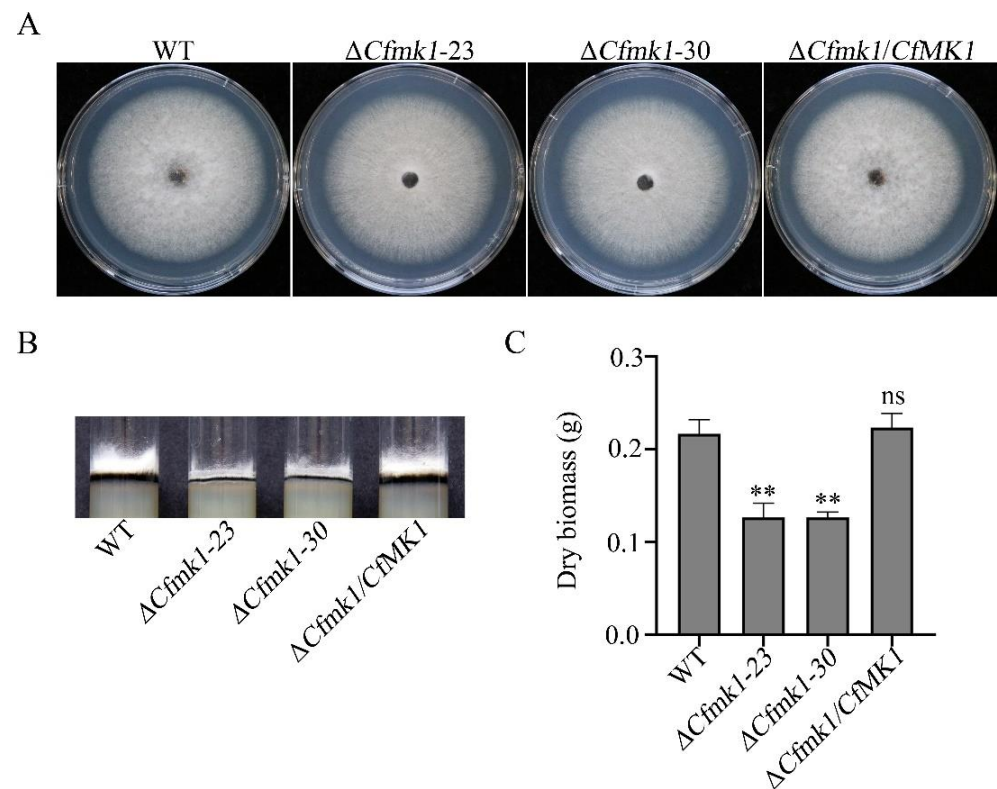 A
WT
ΔCfmk1-23
ΔCfmk1-30
ΔCfmk1/CfMK1
B
WT
ΔCfmk1-23
ΔCfmk1-30
ΔCfmk1/CfMK1
C
Dry biomass (g)
0.3
0.2
0.1
0.0
**
**
ns
WT
ΔCfmk1-23
ΔCfmk1-30
ΔCfmk1/CfMK1